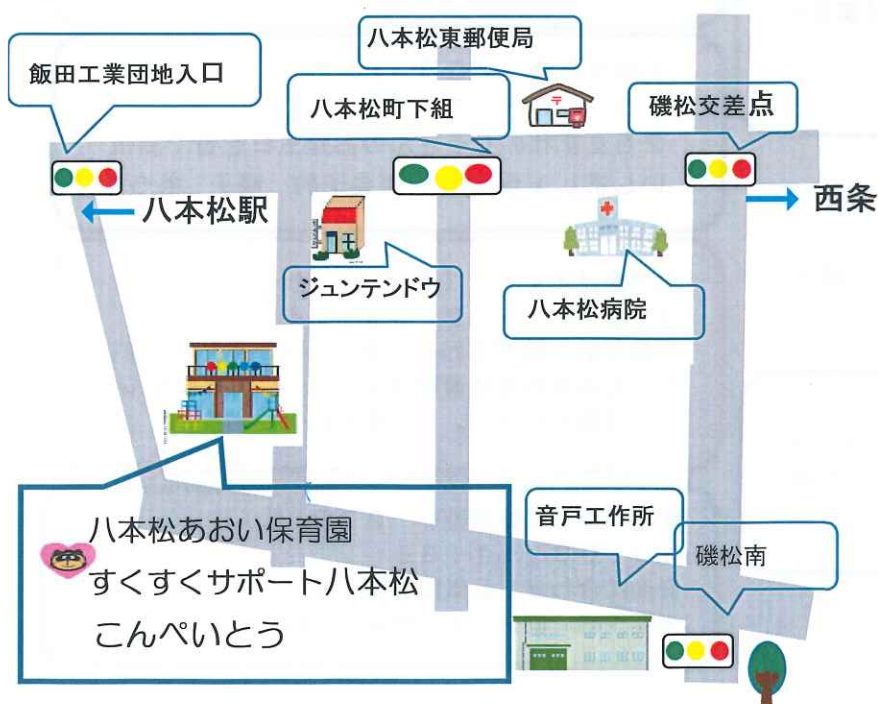 八本松東郵便局
飯田工業団地入口
八本松町下組
磯松交差点
八本松駅
西条
ジュンテンドウ
八本松病院
音戸工作所
磯松南
八本松あおい保育園
すくすくサポート八本松
こんぺいとう